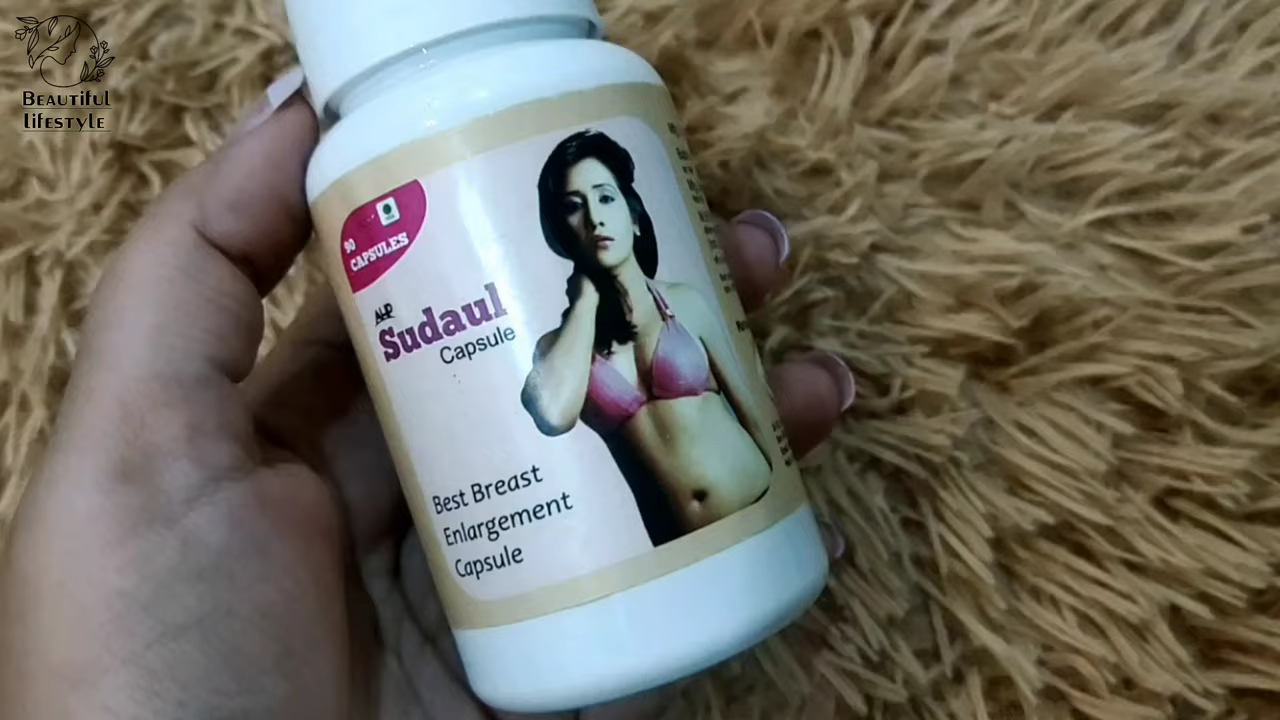 BEAUTIFUL
LIFESTYLE
90
CAPSULES
Sudaul
Capsule
Best Breast
Enlargement
Capsule